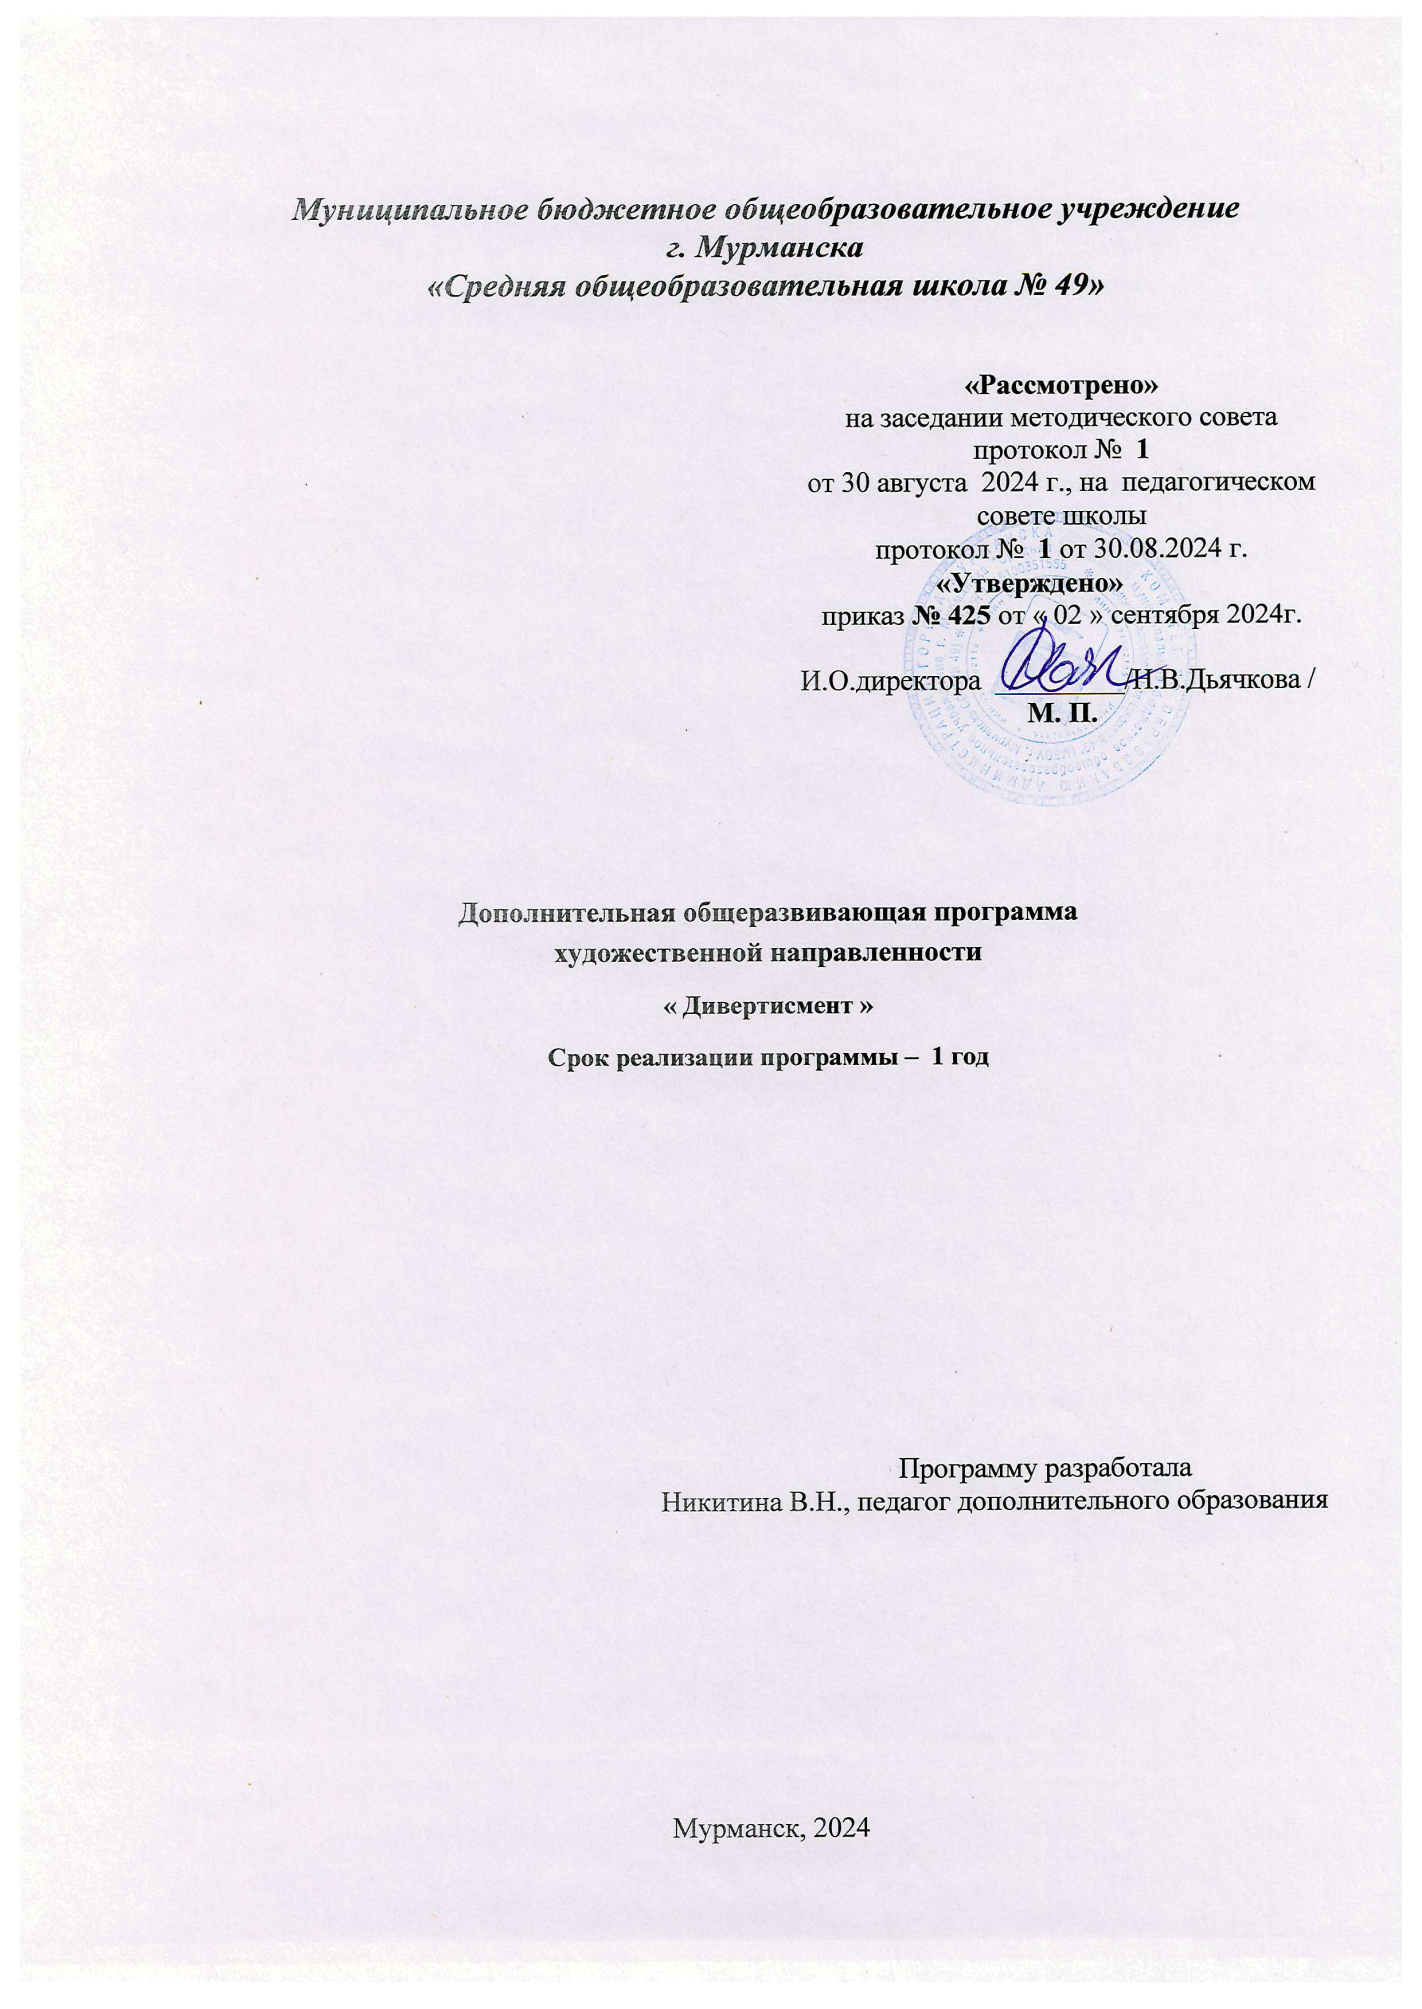 Муниципальное бюджетное общеобразовательное учреждение
г. Мурманска
«Средняя общеобразовательная школа № 49»
«Рассмотрено»
на заседании методического совета
протокол № 1
от 30 августа 2024 г., на педагогическом
совете школы
протокол № 1 от 30.08.2024 г.
«Утверждено»
приказ № 425 от « 02 » сентября 2024г.
И.О.директора /Н.В.Дьячкова /
М. П.
Дополнительная общеразвивающая программа
художественной направленности
« Дивертисмент »
Срок реализации программы – 1 год
Программу разработала
Никитина В.Н., педагог дополнительного образования
Мурманск, 2024